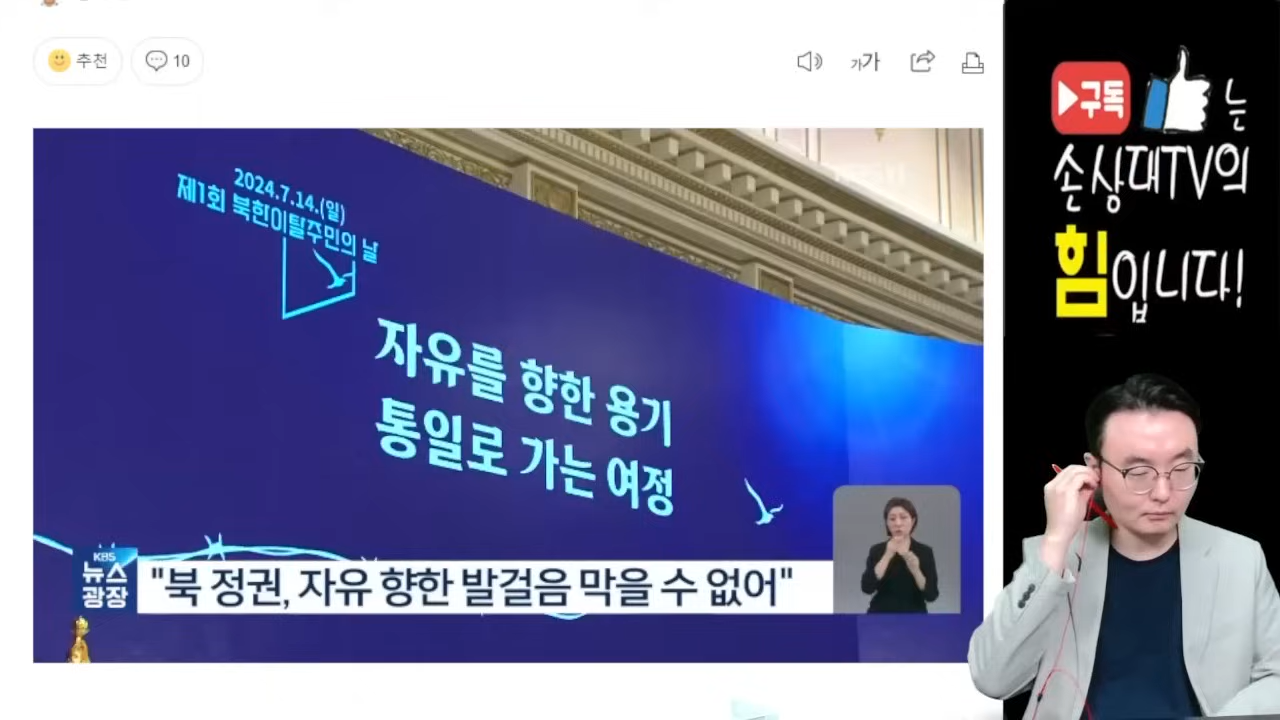 추천
10
가가
2024.7.14.(일)
제1회 북한이탈주민의 날
자유를 향한 용기
통일로 가는 여정
KBS
뉴스
광장
"북 정권, 자유 향한 발걸음 막을 수 없어"
구독
는
손상대TV의
힘입니다!